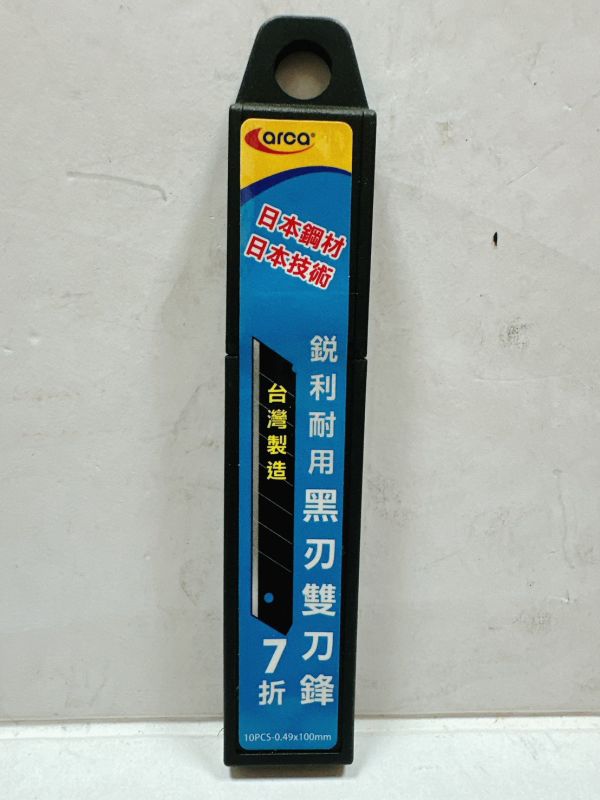 arca®
日本鋼材
日本技術
銳利耐用黑刃雙刀鋒
台灣製造
7折
10PCS-0.49x100mm